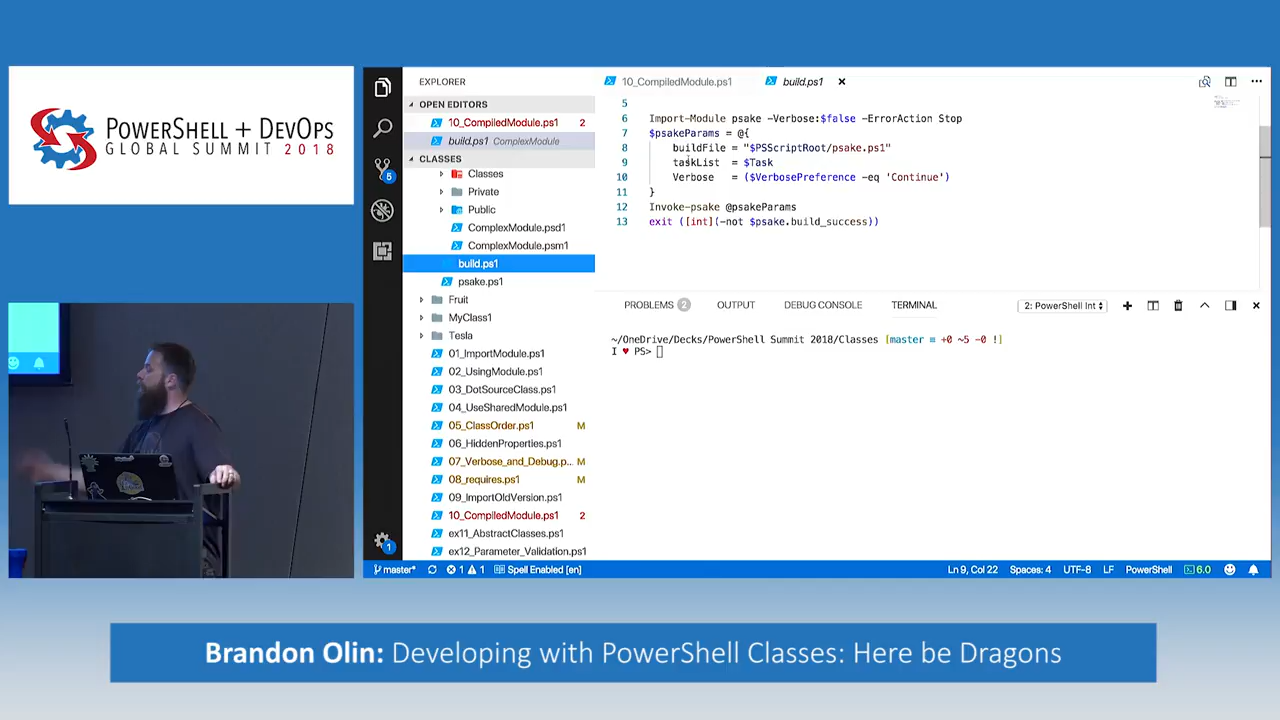 POWERSHELL + DEVOPS
GLOBAL SUMMIT 2018
EXPLORER
OPEN EDITORS
10_CompiledModule.ps1 2
build.ps1 ComplexModule
CLASSES
Classes
Private
Public
ComplexModule.psd1
ComplexModule.psm1
build.ps1
psake.ps1
Fruit
MyClass1
Tesla
01_ImportModule.ps1
02_UsingModule.ps1
03_DotSourceClass.ps1
04_UseSharedModule.ps1
05_ClassOrder.ps1 M
06_HiddenProperties.ps1
07_Verbose_and_Debug.p... M
08_requires.ps1 M
09_ImportOldVersion.ps1
10_CompiledModule.ps1 2
ex11_AbstractClasses.ps1
ex12_Parameter_Validation.ps1
5
1
10_CompiledModule.ps1 build.ps1
5
6 Import-Module psake -Verbose:$false -ErrorAction Stop
7 $psakeParams = @{
8 buildFile = "$PSScriptRoot/psake.ps1"
9 taskList = $Task
10 Verbose = ($VerbosePreference -eq 'Continue')
11 }
12 Invoke-psake @psakeParams
13 exit ([int](-not $psake.build_success))
PROBLEMS 2 OUTPUT DEBUG CONSOLE TERMINAL 2: PowerShell Int
~/OneDrive/Decks/PowerShell Summit 2018/Classes [master ≡ +0 ~5 -0 !]
I ♥ PS>
master* 1 1 Spell Enabled [en] Ln 9, Col 22 Spaces: 4 UTF-8 LF PowerShell 6.0
Brandon Olin: Developing with PowerShell Classes: Here be Dragons